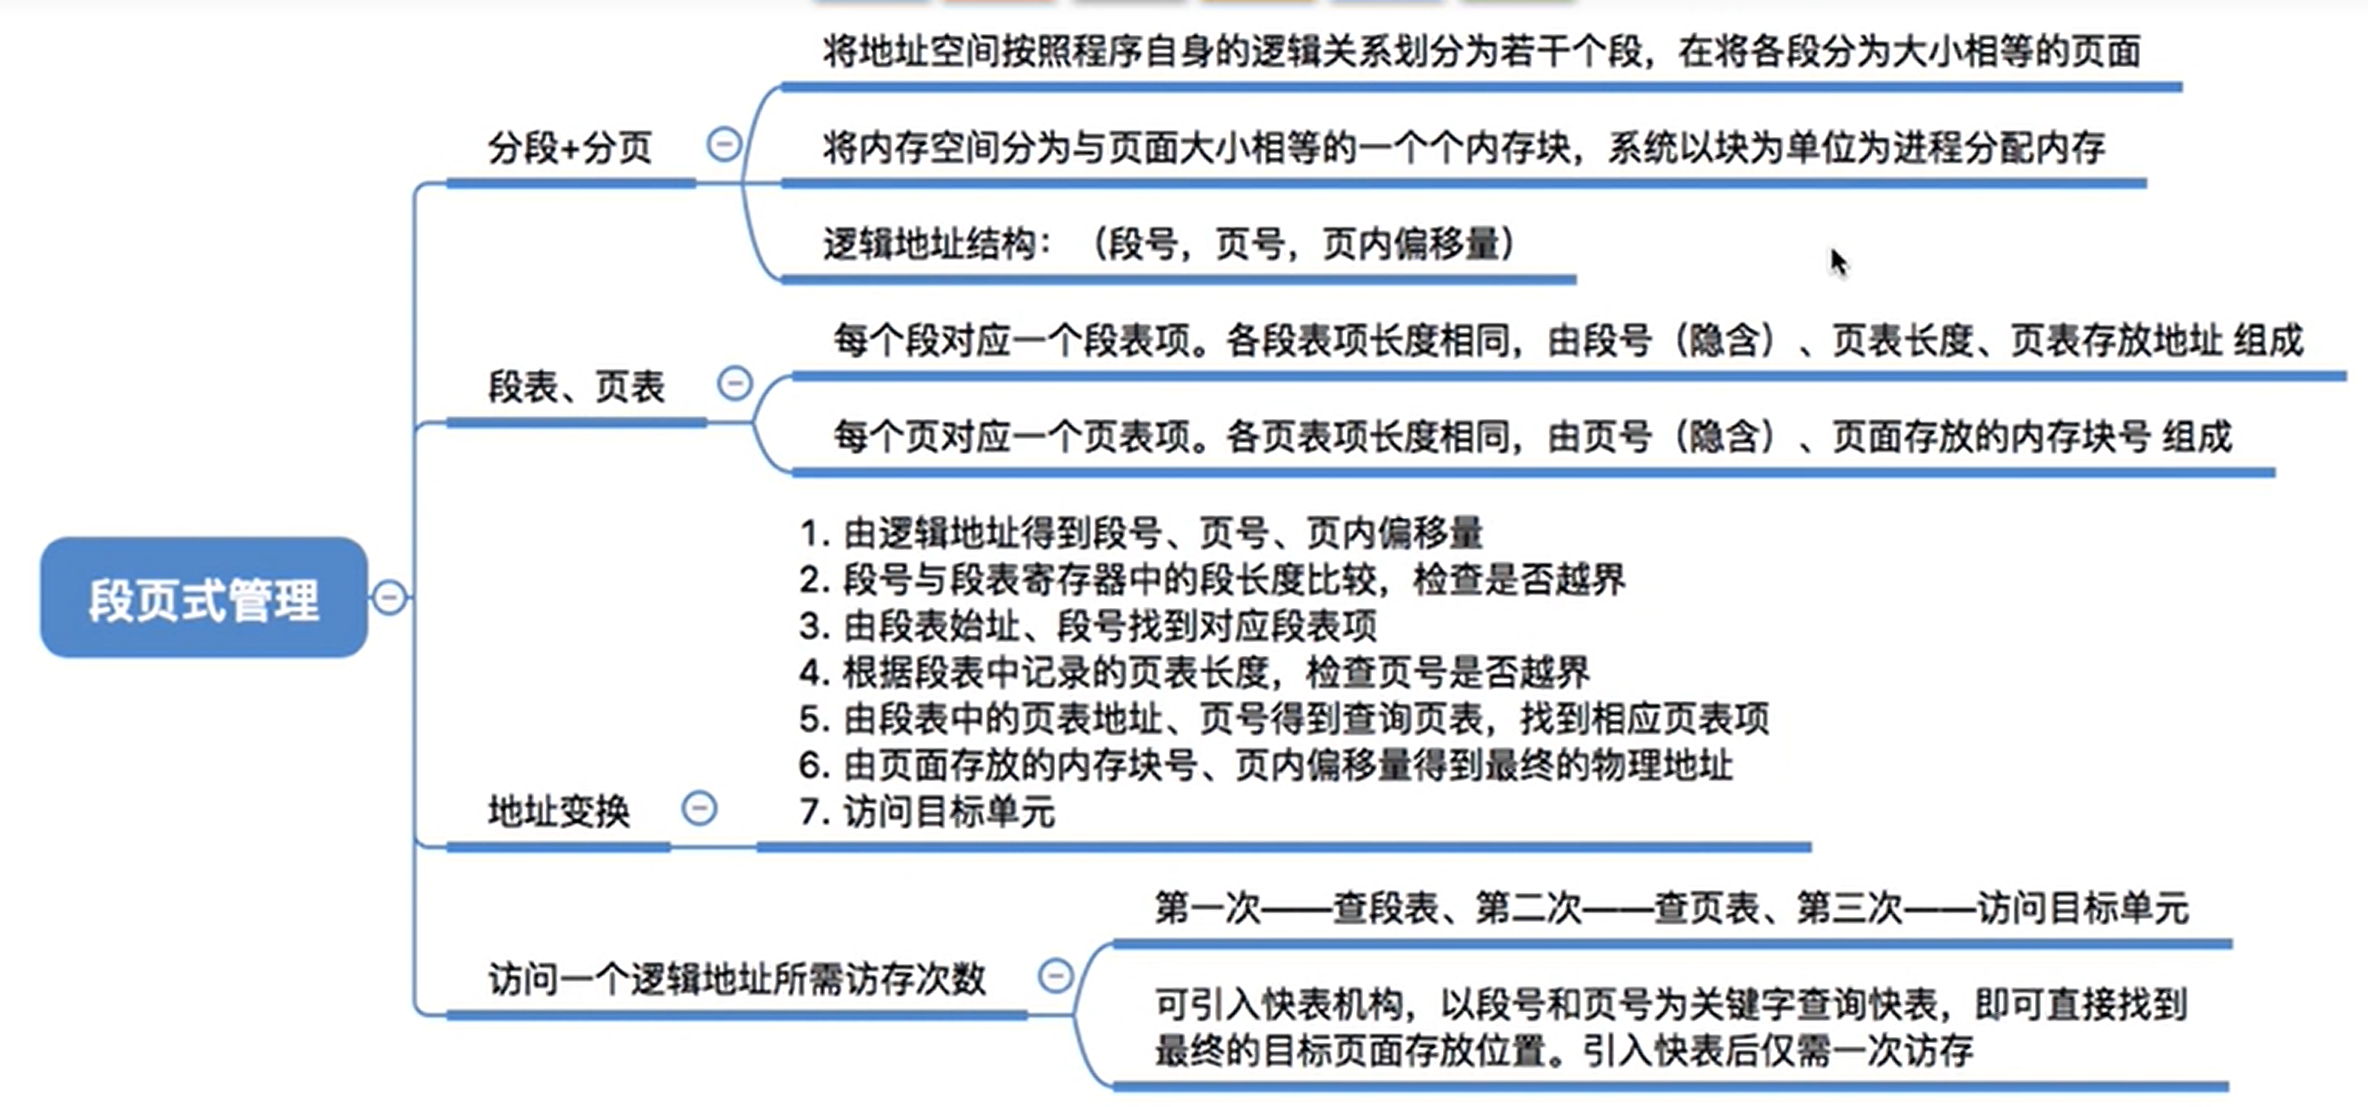 将地址空间按照程序自身的逻辑关系划分为若干个段，在将各段分为大小相等的页面
分段+分页
将内存空间分为与页面大小相等的一个个内存块，系统以块为单位为进程分配内存
逻辑地址结构：（段号，页号，页内偏移量）
每个段对应一个段表项。各段表项长度相同，由段号（隐含）、页表长度、页表存放地址 组成
段表、页表
每个页对应一个页表项。各页表项长度相同，由页号（隐含）、页面存放的内存块号 组成
段页式管理
1. 由逻辑地址得到段号、页号、页内偏移量
2. 段号与段表寄存器中的段长度比较，检查是否越界
3. 由段表始址、段号找到对应段表项
4. 根据段表中记录的页表长度，检查页号是否越界
5. 由段表中的页表地址、页号得到查询页表，找到相应页表项
6. 由页面存放的内存块号、页内偏移量得到最终的物理地址
7. 访问目标单元
地址变换
第一次——查段表、第二次——查页表、第三次——访问目标单元
访问一个逻辑地址所需访存次数
可引入快表机构，以段号和页号为关键字查询快表，即可直接找到
最终的目标页面存放位置。引入快表后仅需一次访存